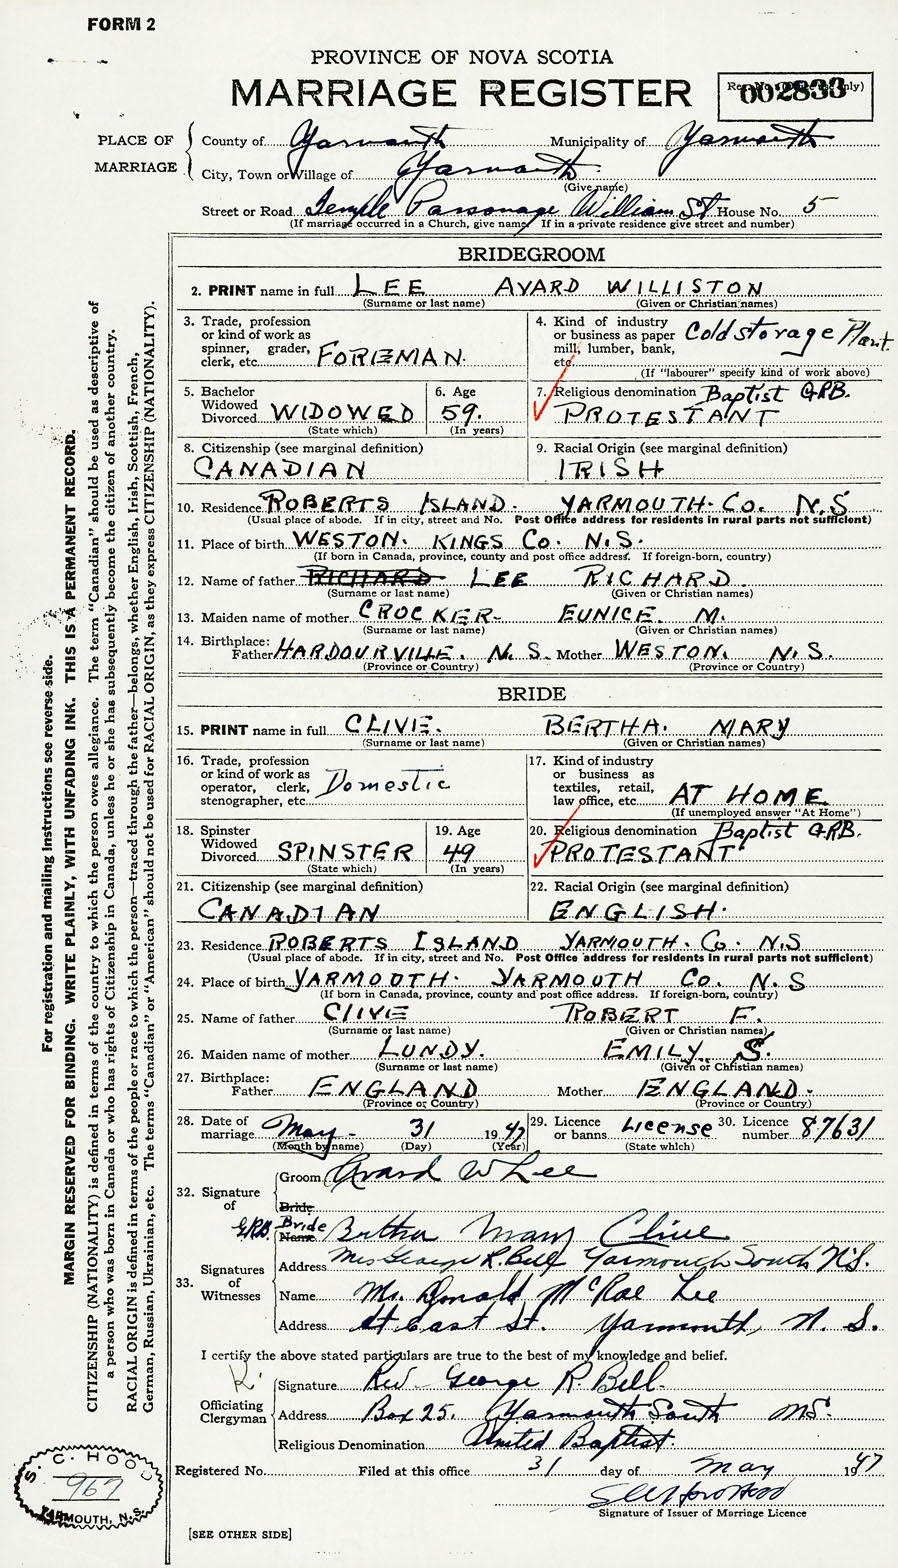 FORM 2
PROVINCE OF NOVA SCOTIA
MARRIAGE REGISTER
002833
PLACE OF MARRIAGE
County of Yarmouth Municipality of Yarmouth
City, Town or Village of Yarmouth
(Give name)
Street or Road Temple Parsonage William St House No. 5
(If marriage occurred in a Church, give name. If in a private residence give street and number)
BRIDEGROOM
2. PRINT name in full LEE AVARD WILLISTON
(Surname or last name) (Given or Christian names)
3. Trade, profession or kind of work as spinner, grader, clerk, etc. FOREMAN
4. Kind of industry or business as paper mill, lumber, bank, etc. Cold storage Plant.
(If "labourer" specify kind of work above)
5. Bachelor Widowed Divorced WIDOWED
(State which)
6. Age 59.
(In years)
7. Religious denomination Baptist G.R.B.
PROTESTANT
8. Citizenship (see marginal definition)
CANADIAN
9. Racial Origin (see marginal definition)
IRISH
10. Residence ROBERTS ISLAND. YARMOUTH. Co. N.S
(Usual place of abode. If in city, street and No. Post Office address for residents in rural parts not sufficient)
11. Place of birth WESTON. KINGS Co. N.S.
(If born in Canada, province, county and post office address. If foreign-born, country)
12. Name of father RICHARD LEE RICHARD
(Surname or last name) (Given or Christian names)
13. Maiden name of mother CROCKER- EUNICE. M.
(Surname or last name) (Given or Christian names)
14. Birthplace:
Father HARDOURVILLE. N.S. Mother WESTON. N.S.
(Province or Country) (Province or Country)
BRIDE
15. PRINT name in full CLIVE. BERTHA. MARY
(Surname or last name) (Given or Christian names)
16. Trade, profession or kind of work as operator, clerk, stenographer, etc. Domestic
17. Kind of industry or business as textiles, retail, law office, etc. AT HOME
(If unemployed answer "At Home")
18. Spinster Widowed Divorced SPINSTER
(State which)
19. Age 49
(In years)
20. Religious denomination Baptist G.R.B.
PROTESTANT
21. Citizenship (see marginal definition)
CANADIAN
22. Racial Origin (see marginal definition)
ENGLISH.
23. Residence ROBERTS ISLAND YARMOUTH. Co. N.S
(Usual place of abode. If in city, street and No. Post Office address for residents in rural parts not sufficient)
24. Place of birth YARMOUTH. YARMOUTH Co. N.S
(If born in Canada, province, county and post office address. If foreign-born, country)
25. Name of father CLIVE ROBERT F.
(Surname or last name) (Given or Christian names)
26. Maiden name of mother LUNDY. EMILY S.
(Surname or last name) (Given or Christian names)
27. Birthplace:
Father ENGLAND Mother ENGLAND.
(Province or Country) (Province or Country)
28. Date of marriage May - 31 1947
(Month by name) (Day) (Year)
29. Licence or banns License
(State which)
30. Licence number 87631
32. Signature of
Groom Avard W Lee
Bride
G.R.B. Bride Name Bertha Mary Clive
33. Signatures of Witnesses
Address Mrs George R. Bell Yarmouth South N.S.
Name Mr. Donald McRae Lee
Address East St. Yarmouth, N. S.
I certify the above stated particulars are true to the best of my knowledge and belief.
Officiating Clergyman
Signature Rev. George R. Bell.
Address Box 25. Yarmouth South N.S.
Religious Denomination United Baptist.
Registered No. Filed at this office 31 day of May 1947
Signature of Issuer of Marriage Licence
[SEE OTHER SIDE]
For registration and mailing instructions see reverse side.
MARGIN RESERVED FOR BINDING. WRITE PLAINLY, WITH UNFADING INK. THIS IS A PERMANENT RECORD.
CITIZENSHIP (NATIONALITY) is defined in terms of the country to which the person owes allegiance. The term "Canadian" should be used as descriptive of
a person who was born in Canada or who has rights of Citizenship in Canada, unless he or she has subsequently become the citizen of another country.
RACIAL ORIGIN is defined in terms of the people or race to which the person—traced through the father—belongs, whether English, Irish, Scottish, French,
German, Russian, Ukrainian, etc. The terms "Canadian" or "American" should not be used for RACIAL ORIGIN, as they express CITIZENSHIP (NATIONALITY).
S. C. HOOD
967
YARMOUTH, N.S.